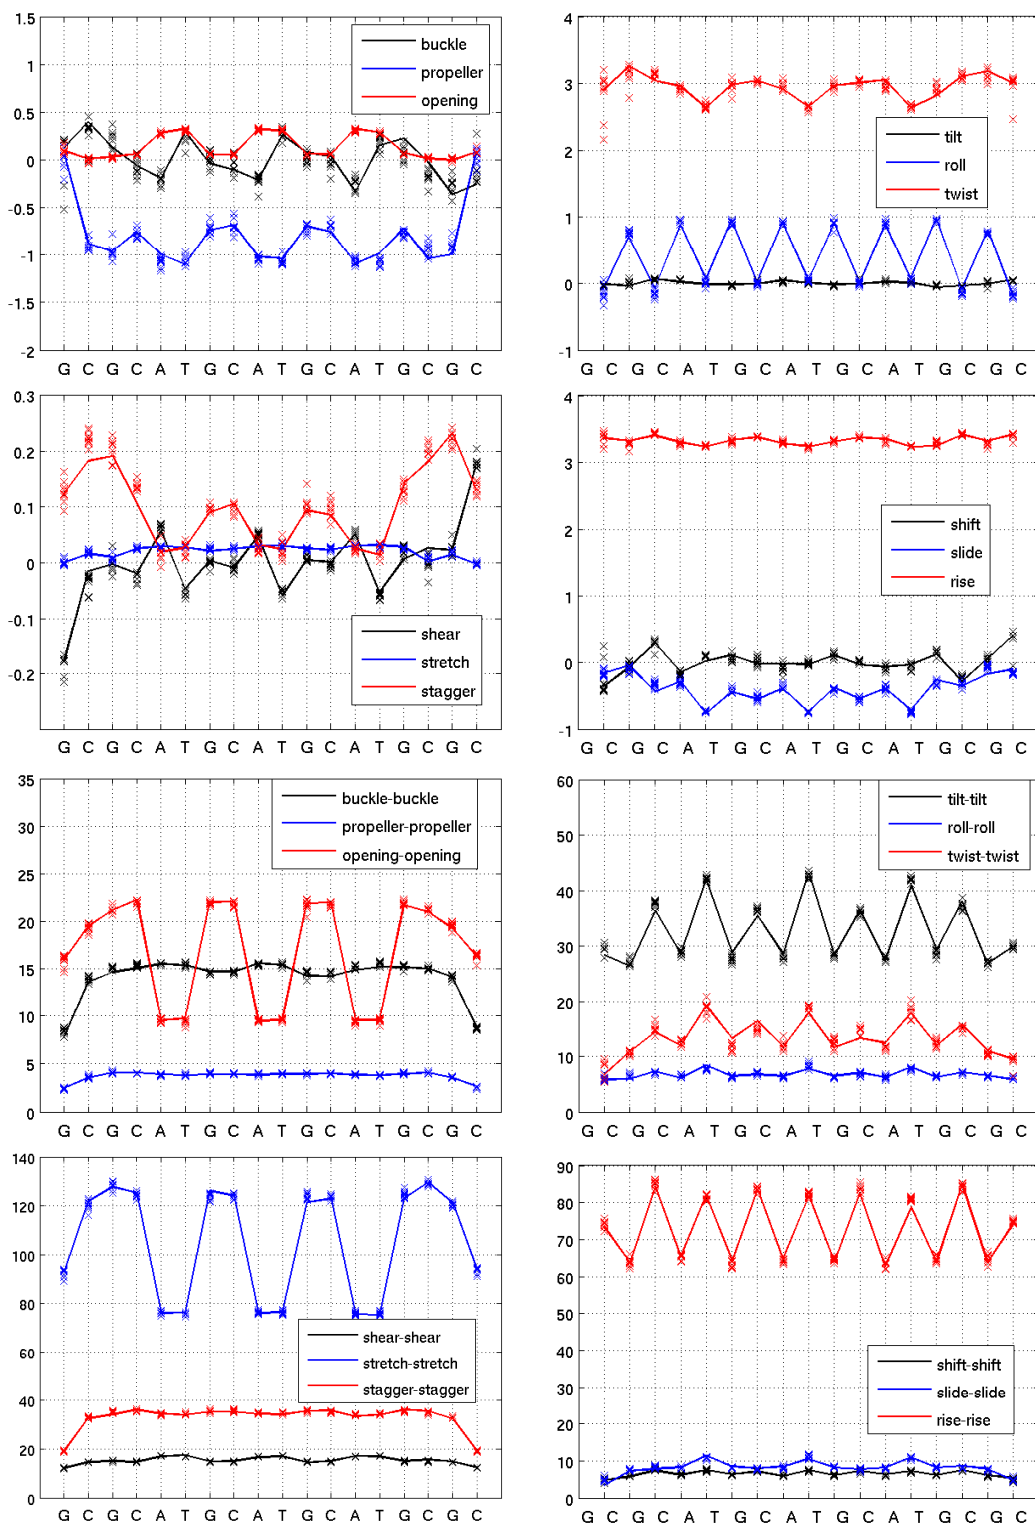 1.5
1
0.5
0
-0.5
-1
1.5
-2
buckle
propeller
opening
G C G C A T G C A T G C A T G C G C
4
3
2
1
0
-1
tilt
roll
twist
G C G C A T G C A T G C A T G C G C
0.3
0.2
0.1
0
-0.1
-0.2
shear
stretch
stagger
G C G C A T G C A T G C A T G C G C
4
3
2
1
0
-1
shift
slide
rise
G C G C A T G C A T G C A T G C G C
35
30
25
20
15
10
5
0
buckle-buckle
propeller-propeller
opening-opening
G C G C A T G C A T G C A T G C G C
60
50
40
30
20
10
0
tilt-tilt
roll-roll
twist-twist
G C G C A T G C A T G C A T G C G C
140
120
100
80
60
40
20
0
shear-shear
stretch-stretch
stagger-stagger
G C G C A T G C A T G C A T G C G C
90
80
70
60
50
40
30
20
10
0
shift-shift
slide-slide
rise-rise
G C G C A T G C A T G C A T G C G C